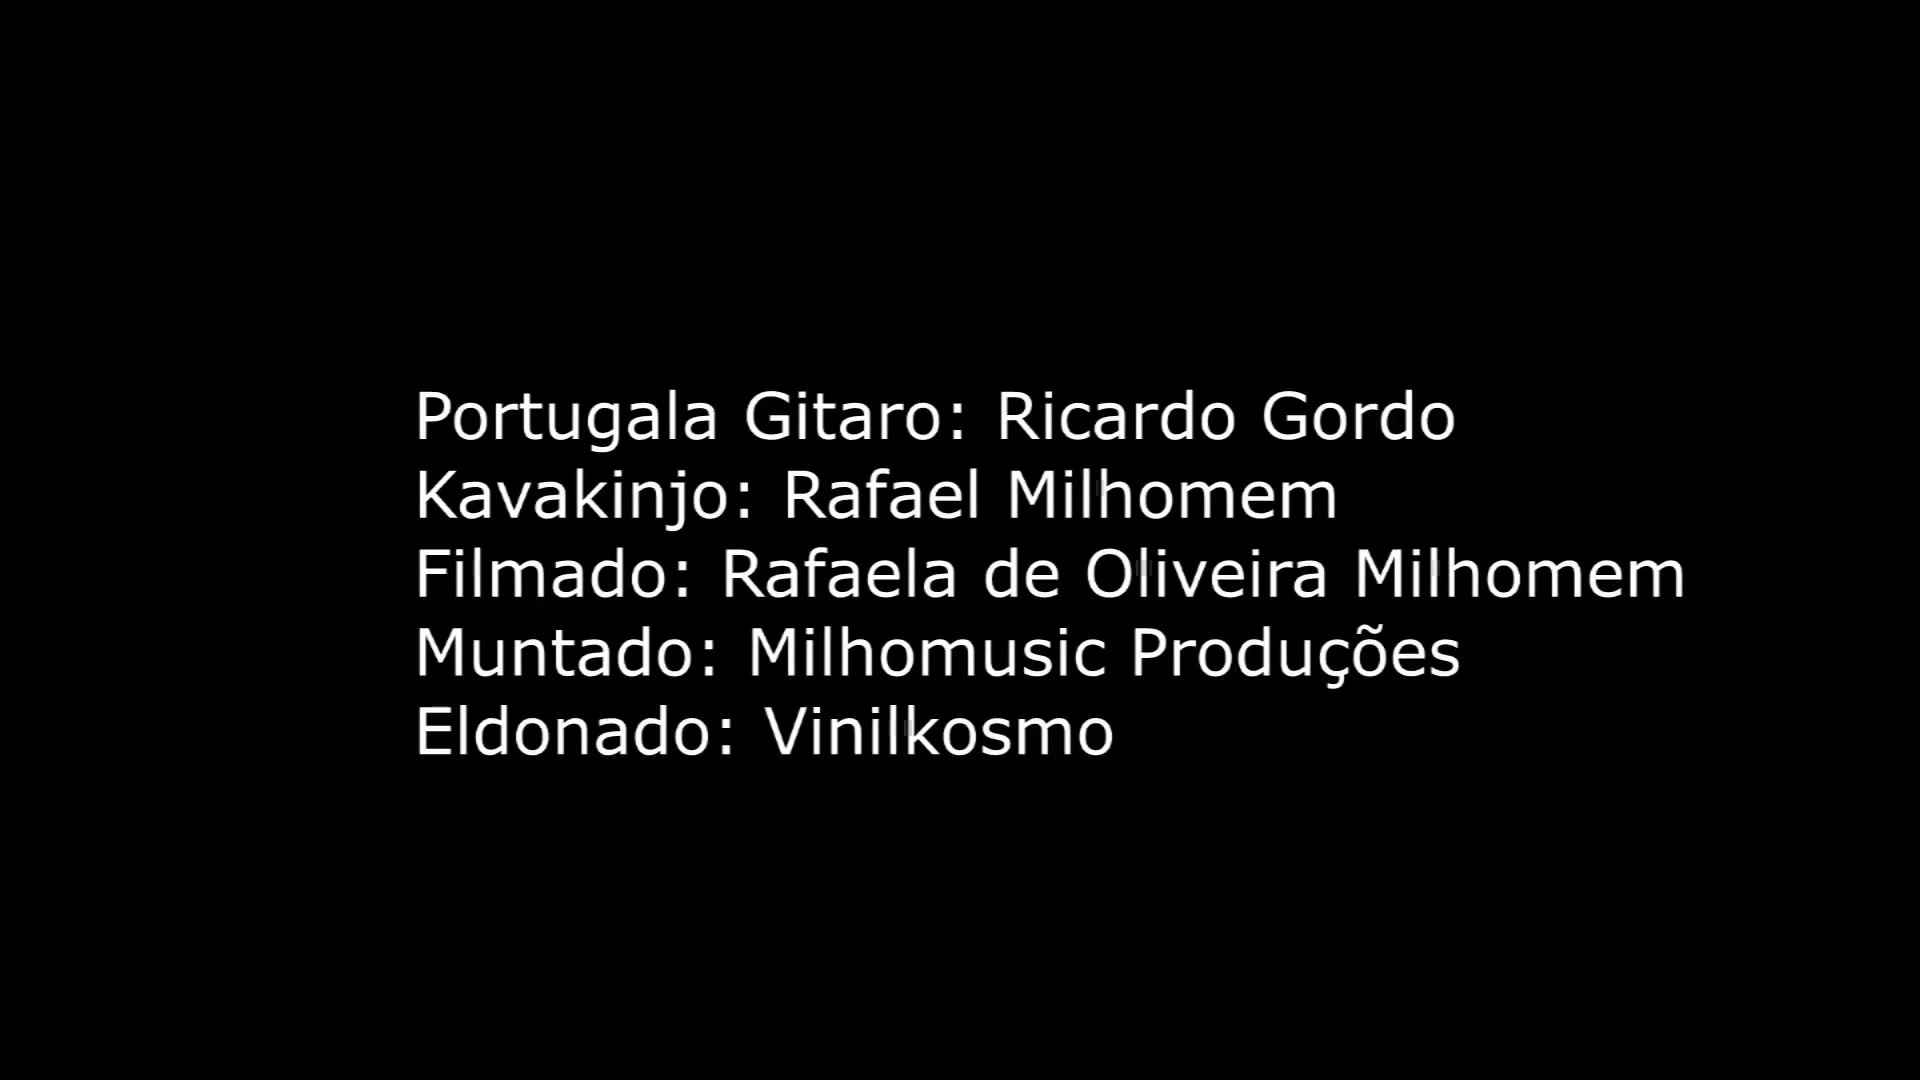 Portugala Gitaro: Ricardo Gordo
Kavakinjo: Rafael Milhomem
Filmado: Rafaela de Oliveira Milhomem
Muntado: Milhomusic Produções
Eldonado: Vinilkosmo